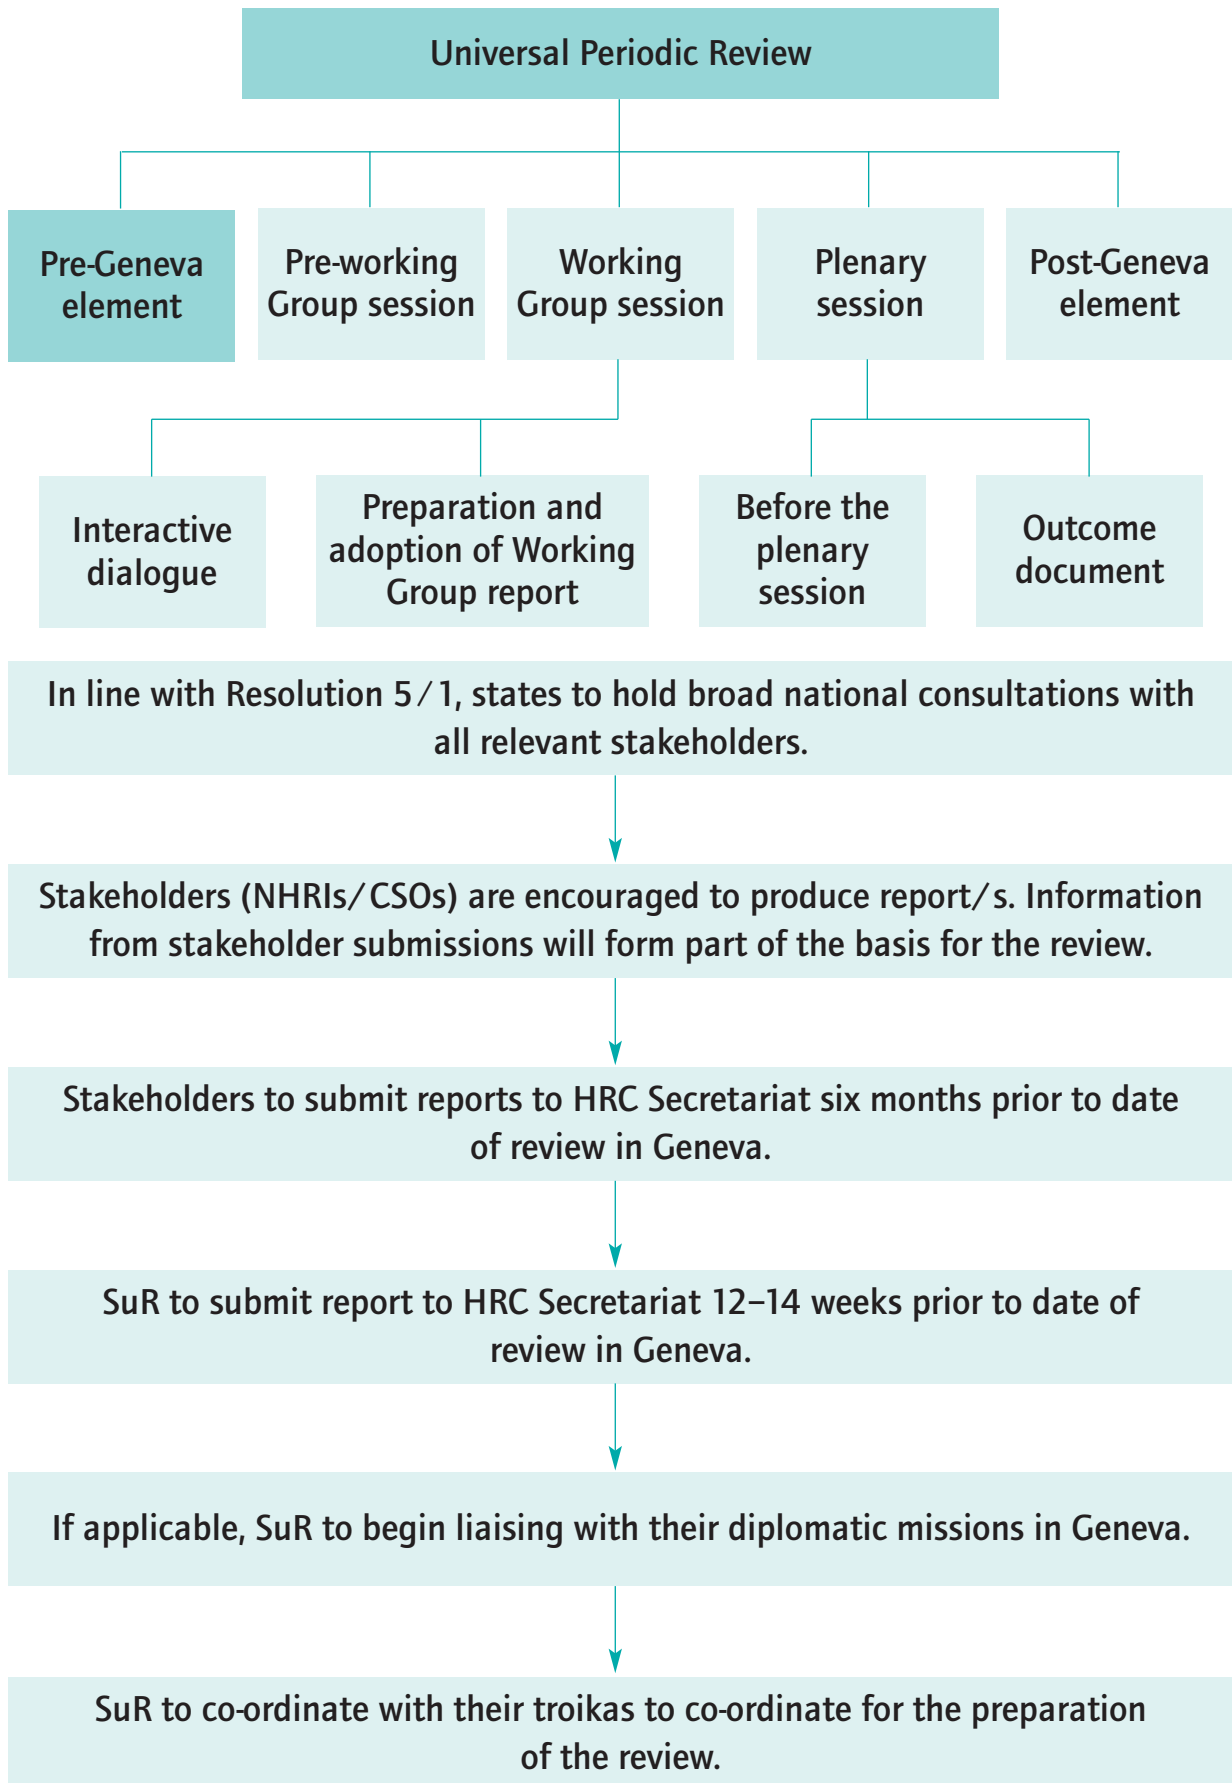 Universal Periodic Review
Pre-Geneva
element
Pre-working
Group session
Working
Group session
Plenary
session
Post-Geneva
element
Interactive
dialogue
Preparation and
adoption of Working
Group report
Before the
plenary
session
Outcome
document
In line with Resolution 5/1, states to hold broad national consultations with
all relevant stakeholders.
Stakeholders (NHRIs/CSOs) are encouraged to produce report/s. Information
from stakeholder submissions will form part of the basis for the review.
Stakeholders to submit reports to HRC Secretariat six months prior to date
of review in Geneva.
SuR to submit report to HRC Secretariat 12–14 weeks prior to date of
review in Geneva.
If applicable, SuR to begin liaising with their diplomatic missions in Geneva.
SuR to co-ordinate with their troikas to co-ordinate for the preparation
of the review.